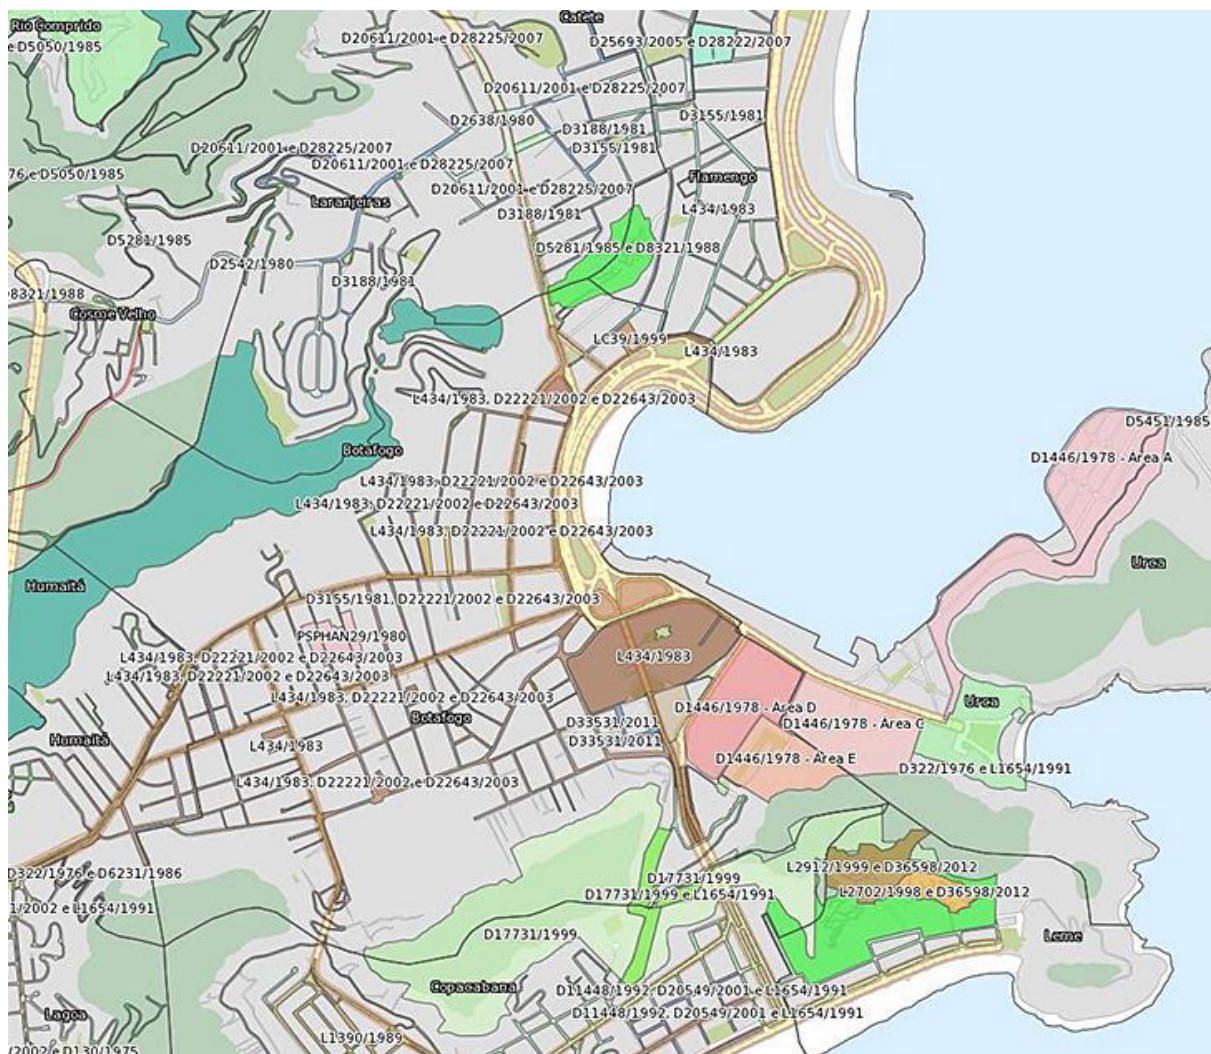 Catete
Rio Comprido
D20611/2001 e D28225/2007
D25693/2005 e D28222/2007
e D5050/1985
D20611/2001 e D28225/2007
D3155/1981
D2638/1980
D3188/1981
D20611/2001 e D28225/2007
D3155/1981
D20611/2001 e D28225/2007
76 e D5050/1985
Flamengo
D20611/2001 e D28225/2007
Laranjeiras
L434/1983
D3188/1981
D5281/1985
D5281/1985 e D8321/1988
D2542/1980
D3188/1981
8321/1988
Cosme Velho
LC39/1999
L434/1983
L434/1983, D22221/2002 e D22643/2003
D5451/1985
Botafogo
D1446/1978 - Área A
L434/1983, D22221/2002 e D22643/2003
L434/1983, D22221/2002 e D22643/2003
L434/1983, D22221/2002 e D22643/2003
Urca
Humaitá
D3155/1981, D22221/2002 e D22643/2003
PSPHAN29/1980
L434/1983, D22221/2002 e D22643/2003
L434/1983
L434/1983, D22221/2002 e D22643/2003
L434/1983, D22221/2002 e D22643/2003
Urca
D1446/1978 - Área D
Botafogo
D33531/2011
D1446/1978 - Área C
Humaitá
D33531/2011
L434/1983
D1446/1978 - Área E
D322/1976 e L1654/1991
L434/1983, D22221/2002 e D22643/2003
L2912/1999 e D36598/2012
D322/1976 e D6231/1986
D17731/1999
L2702/1998 e D36598/2012
D17731/1999 e L1654/1991
1/2002 e L1654/1991
D17731/1999
Leme
Copacabana
D11448/1992, D20549/2001 e L1654/1991
Lagoa
D11448/1992, D20549/2001 e L1654/1991
L1390/1989
/2002 e D130/1975